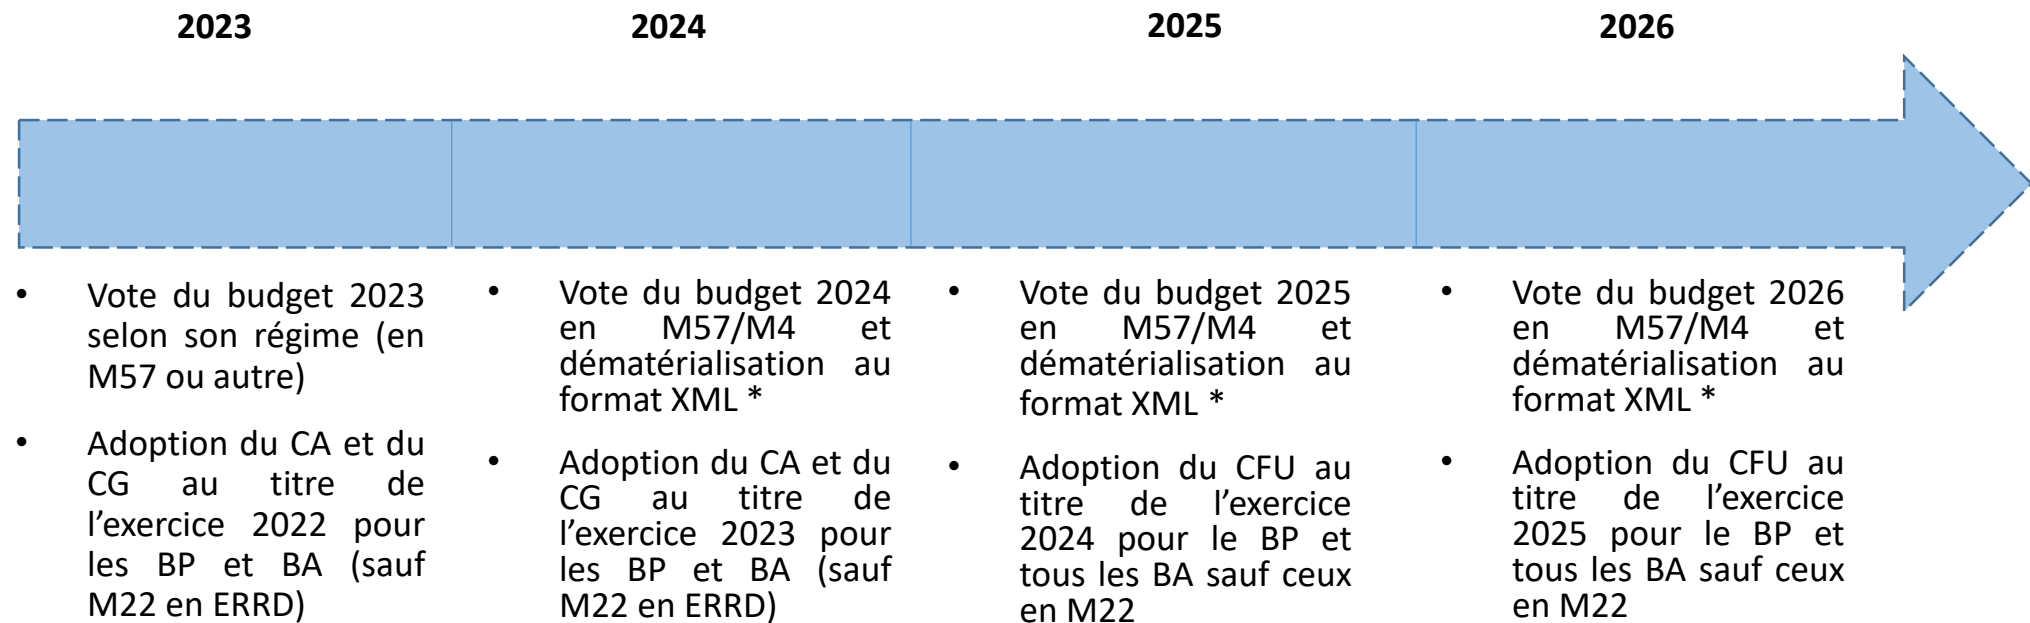 2023
2024
2025
2026
• Vote du budget 2023
selon son régime (en
M57 ou autre)
• Adoption du CA et du
CG au titre de
l’exercice 2022 pour
les BP et BA (sauf
M22 en ERRD)
• Vote du budget 2024
en M57/M4 et
dématérialisation au
format XML *
• Adoption du CA et du
CG au titre de
l’exercice 2023 pour
les BP et BA (sauf
M22 en ERRD)
• Vote du budget 2025
en M57/M4 et
dématérialisation au
format XML *
• Adoption du CFU au
titre de l’exercice
2024 pour le BP et
tous les BA sauf ceux
en M22
• Vote du budget 2026
en M57/M4 et
dématérialisation au
format XML *
• Adoption du CFU au
titre de l’exercice
2025 pour le BP et
tous les BA sauf ceux
en M22